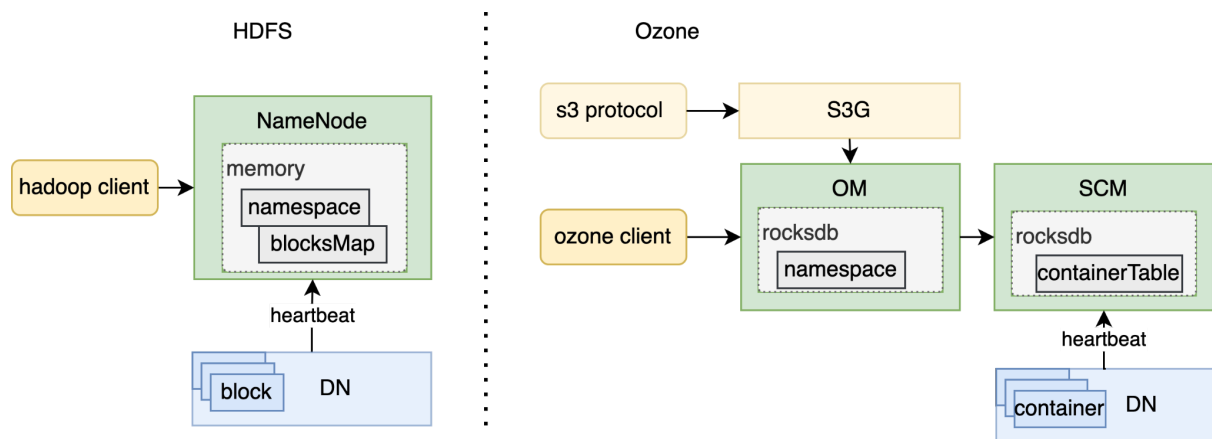 HDFS
NameNode
memory
namespace
blocksMap
hadoop client
heartbeat
block
DN
Ozone
s3 protocol
S3G
OM
rocksdb
namespace
ozone client
SCM
rocksdb
containerTable
heartbeat
container
DN